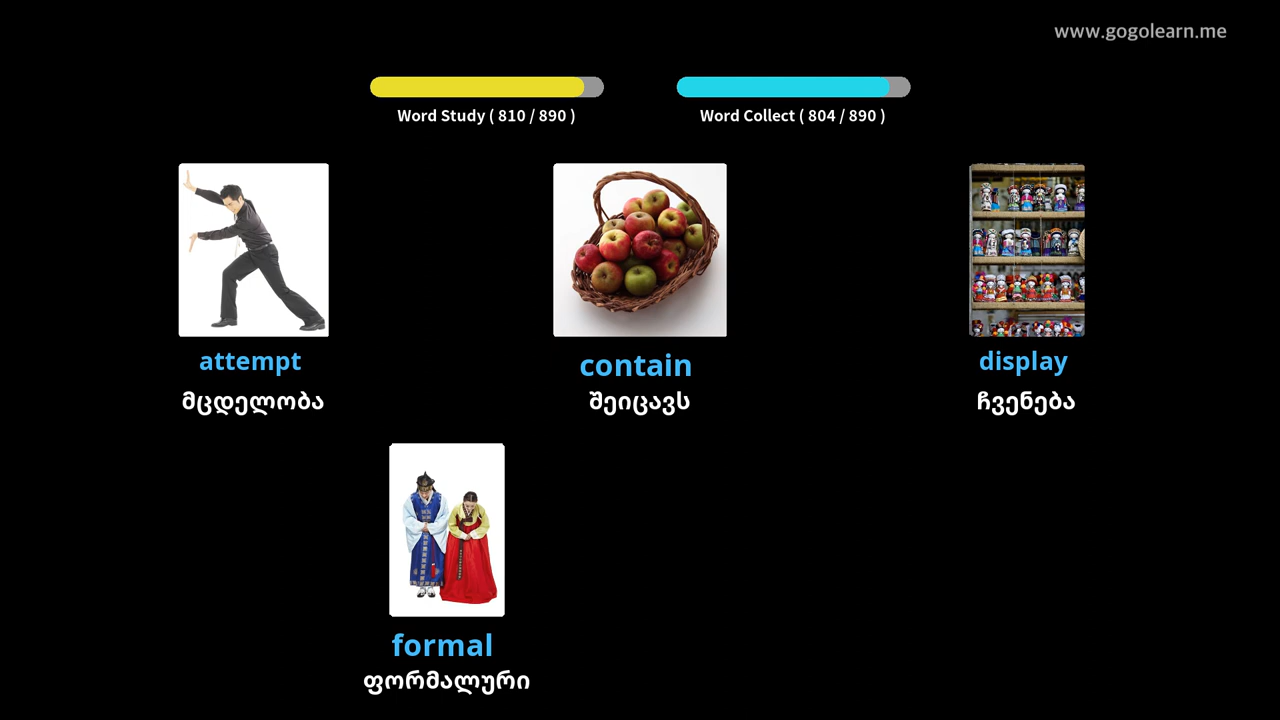 www.gogolearn.me
Word Study ( 810 / 890 )
Word Collect ( 804 / 890 )
attempt
contain
display
მცდელობა
შეიცავს
ჩვენება
formal
ფორმალური